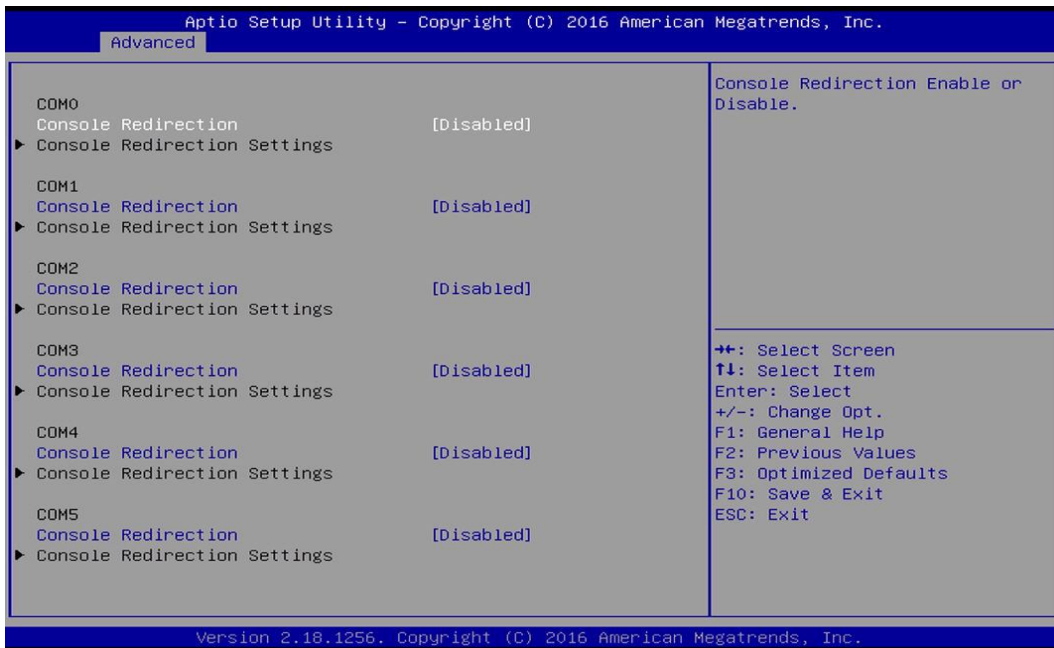 Aptio Setup Utility – Copyright (C) 2016 American Megatrends, Inc.
Advanced
COM0
Console Redirection [Disabled]
► Console Redirection Settings
COM1
Console Redirection [Disabled]
► Console Redirection Settings
COM2
Console Redirection [Disabled]
► Console Redirection Settings
COM3
Console Redirection [Disabled]
► Console Redirection Settings
COM4
Console Redirection [Disabled]
► Console Redirection Settings
COM5
Console Redirection [Disabled]
► Console Redirection Settings
Console Redirection Enable or
Disable.
→←: Select Screen
↑↓: Select Item
Enter: Select
+/-: Change Opt.
F1: General Help
F2: Previous Values
F3: Optimized Defaults
F10: Save & Exit
ESC: Exit
Version 2.18.1256. Copyright (C) 2016 American Megatrends, Inc.